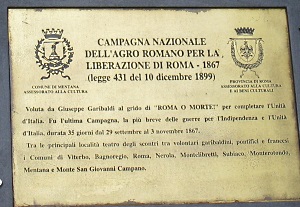 CAMPAGNA NAZIONALE
DELL'AGRO ROMANO PER LA
LIBERAZIONE DI ROMA - 1867
(legge 431 del 10 dicembre 1899)
COMUNE DI MENTANA
ASSESSORATO ALLA CULTURA
PROVINCIA DI ROMA
ASSESSORATO ALLA CULTURA
E AI BENI CULTURALI
Voluta da Giuseppe Garibaldi al grido di "ROMA O MORTE" per completare l'Unità
d'Italia. Fu l'ultima Campagna, la più breve delle guerre per l'Indipendenza e l'Unità
d'Italia, durata 35 giorni dal 29 settembre al 3 novembre 1867.
Tra le principali località teatro degli scontri tra volontari garibaldini, pontifici e francesi
i Comuni di Viterbo, Bagnoregio, Roma, Nerola, Montelibretti, Subiaco, Monterotondo,
Mentana e Monte San Giovanni Campano.